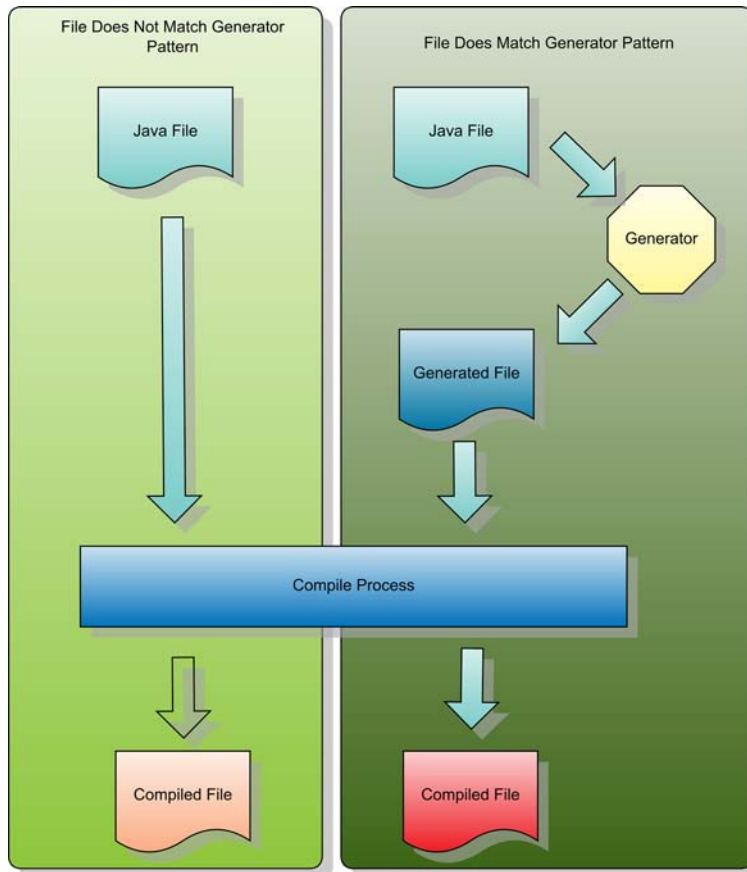 File Does Not Match Generator
Pattern
File Does Match Generator Pattern
Java File
Java File
Generator
Generated File
Compile Process
Compiled File
Compiled File